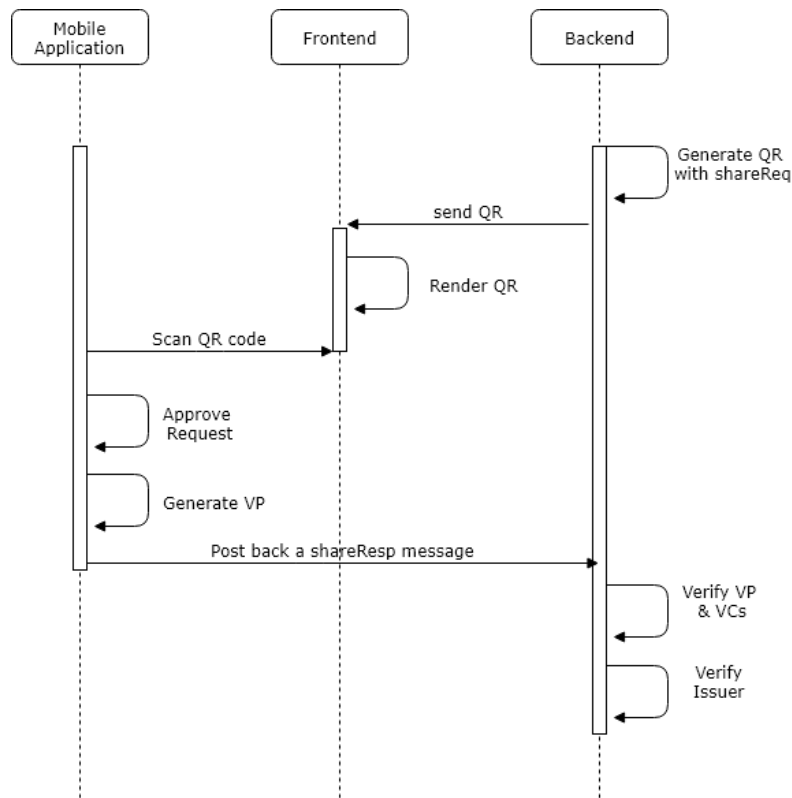 Mobile
Application
Frontend
Backend
Generate QR
with shareReq
send QR
Render QR
Scan QR code
Approve
Request
Generate VP
Post back a shareResp message
Verify VP
& VCs
Verify
Issuer